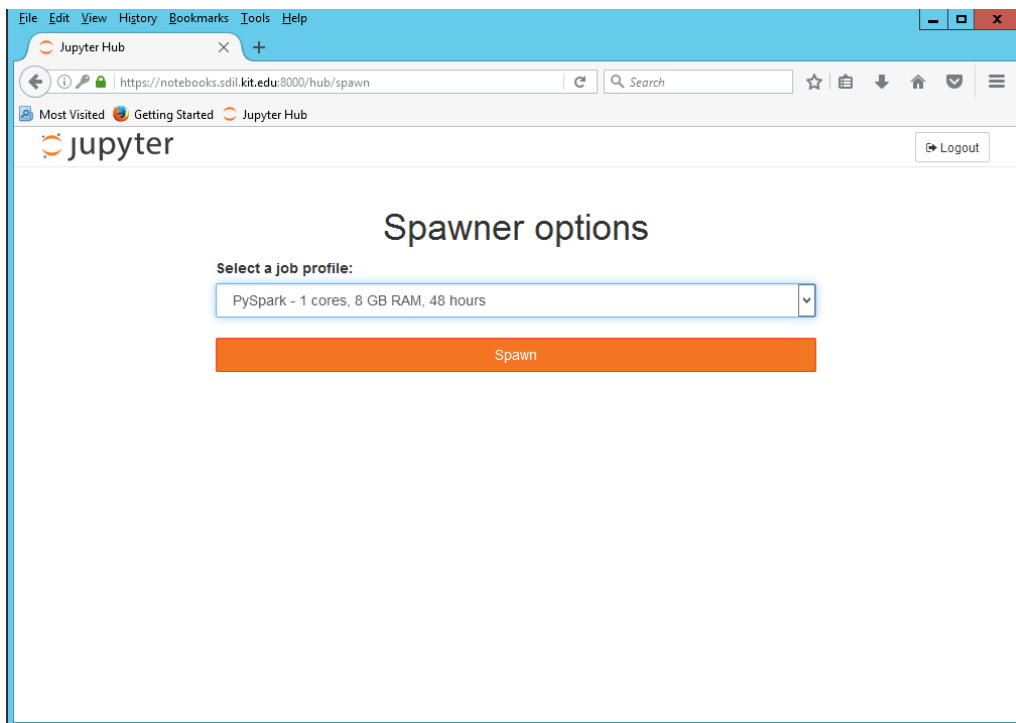 File Edit View History Bookmarks Tools Help
Jupyter Hub
https://notebooks.sdil.kit.edu:8000/hub/spawn Search
Most Visited Getting Started Jupyter Hub
jupyter Logout
Spawner options
Select a job profile:
PySpark - 1 cores, 8 GB RAM, 48 hours
Spawn